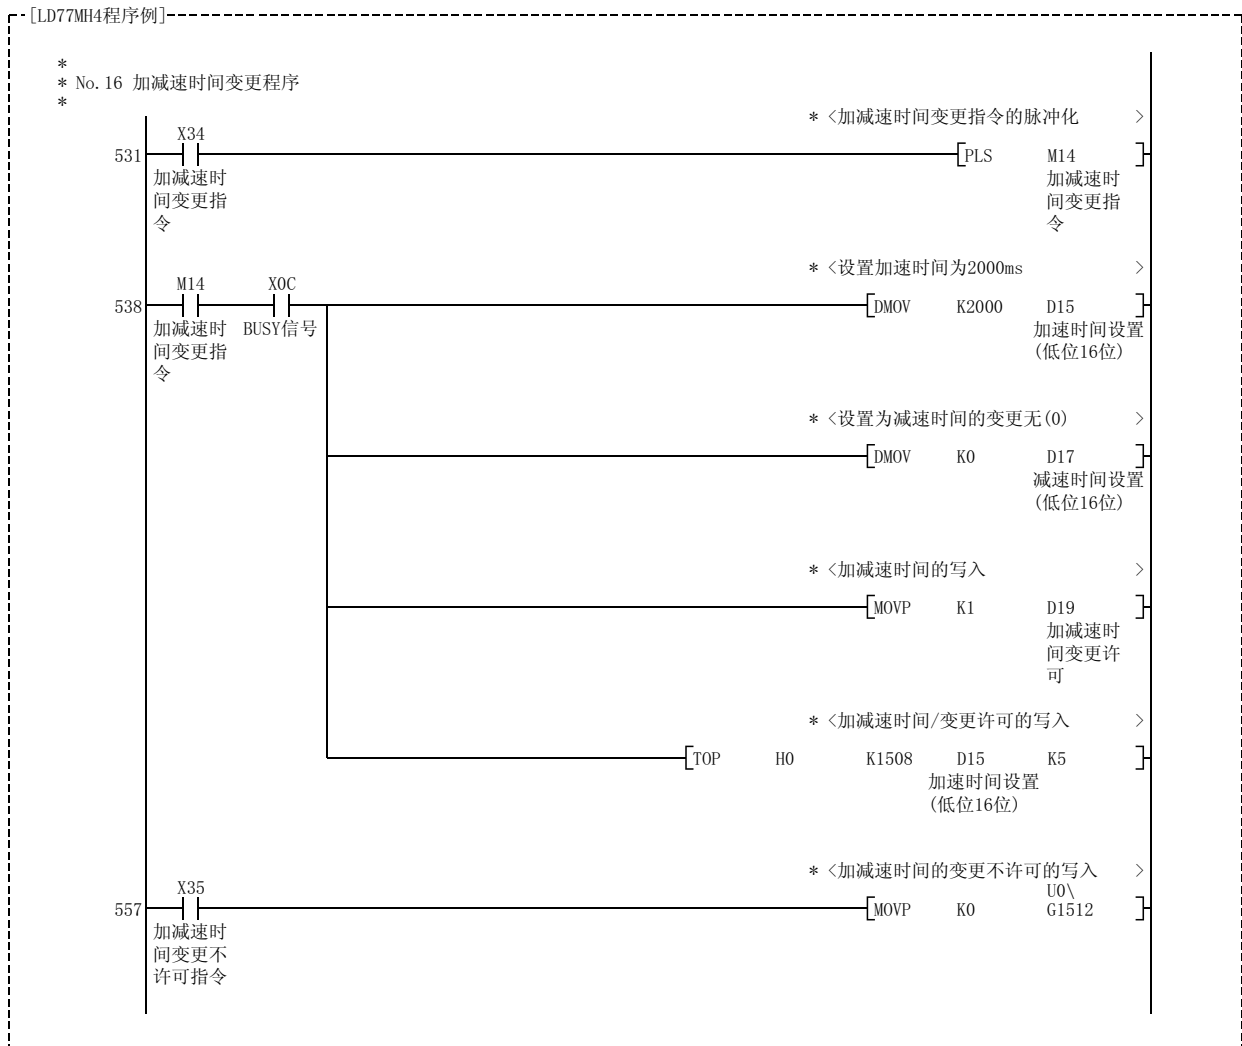 [LD77MH4程序例]
*
* No.16 加减速时间变更程序
*
* <加减速时间变更指令的脉冲化 >
X34
531
PLS M14
加减速时
间变更指
令
加减速时
间变更指
令
* <设置加速时间为2000ms >
M14 X0C
538
DMOV K2000 D15
加减速时
间变更指
令
BUSY信号
加速时间设置
(低位16位)
* <设置为减速时间的变更无(0) >
DMOV K0 D17
减速时间设置
(低位16位)
* <加减速时间的写入 >
MOVP K1 D19
加减速时
间变更许
可
* <加减速时间/变更许可的写入 >
TOP H0 K1508 D15 K5
加速时间设置
(低位16位)
* <加减速时间的变更不许可的写入 >
X35
U0\
557
MOVP K0 G1512
加减速时
间变更不
许可指令